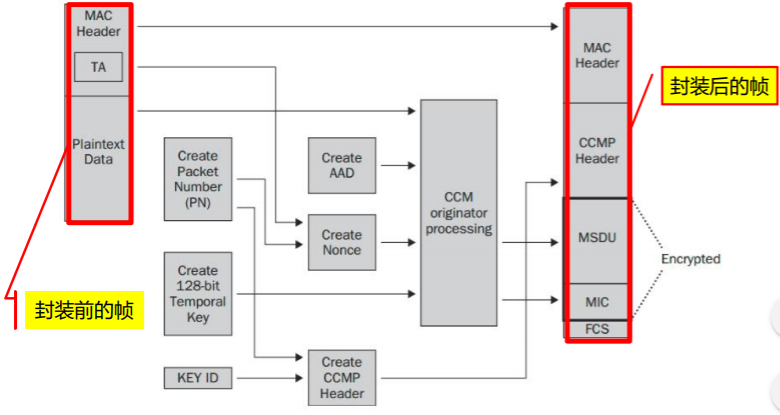 MAC
Header
TA
Plaintext
Data
封装前的帧
Create
Packet
Number
(PN)
Create
128-bit
Temporal
Key
KEY ID
Create
AAD
Create
Nonce
Create
CCMP
Header
CCM
originator
processing
MAC
Header
CCMP
Header
MSDU
MIC
FCS
封装后的帧
Encrypted